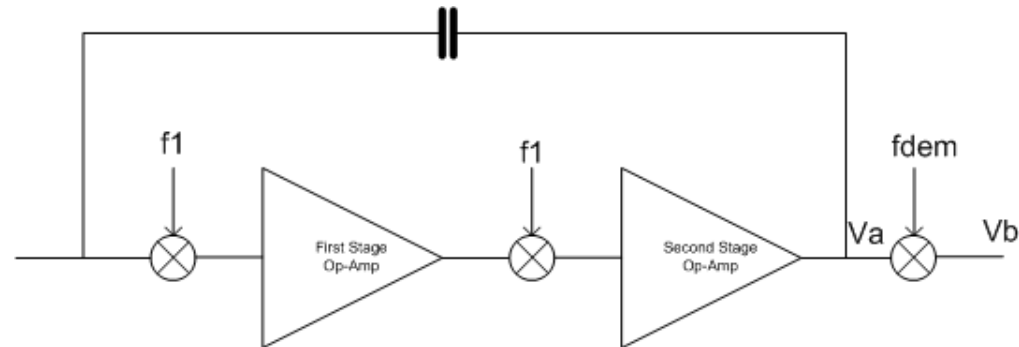 f1
f1
fdem
First Stage
Op-Amp
Second Stage
Op-Amp
Va
Vb